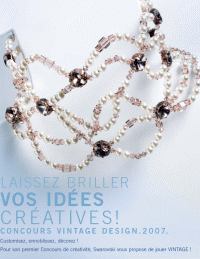 LAISSEZ BRILLER
VOS IDÉES
CRÉATIVES!
CONCOURS VINTAGE DESIGN.2007.
Customisez, ennoblissez, décorez !
Pour son premier Concours de créativité, Swarovski vous propose de jouer VINTAGE !